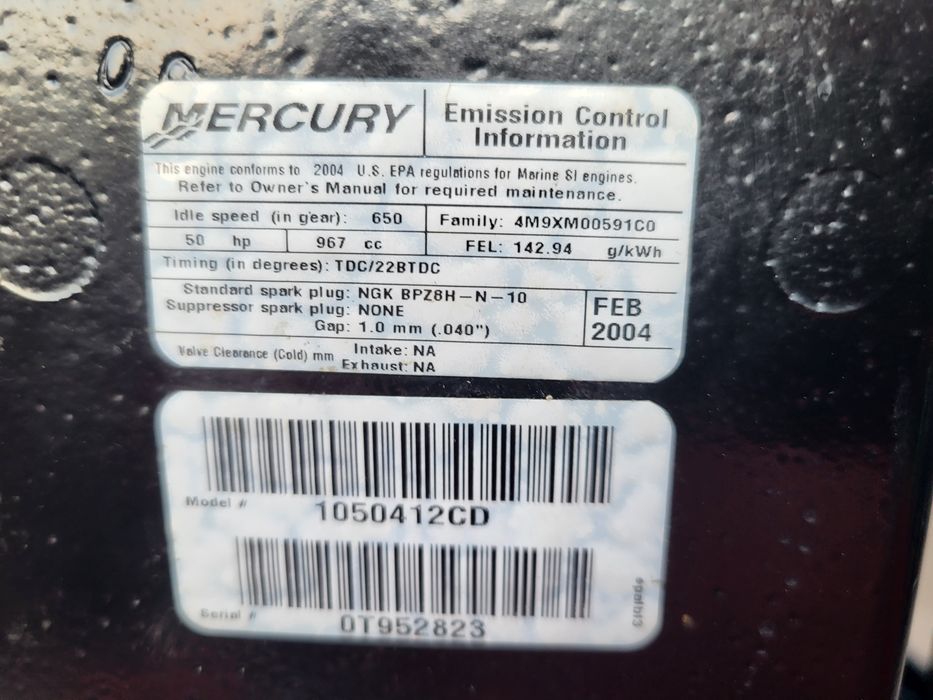 MERCURY
Emission Control
Information
This engine conforms to 2004 U.S. EPA regulations for Marine SI engines.
Refer to Owner's Manual for required maintenance.
Idle speed (in gear): 650
Family: 4M9XM00591C0
50 hp 967 cc
FEL: 142.94 g/kWh
Timing (in degrees): TDC/22BTDC
Standard spark plug: NGK BPZ8H-N-10
Suppressor spark plug: NONE
Gap: 1.0 mm (.040")
FEB
2004
Valve Clearance (Cold) mm Intake: NA
Exhaust: NA
Model # 1050412CD
Serial # 0T952823